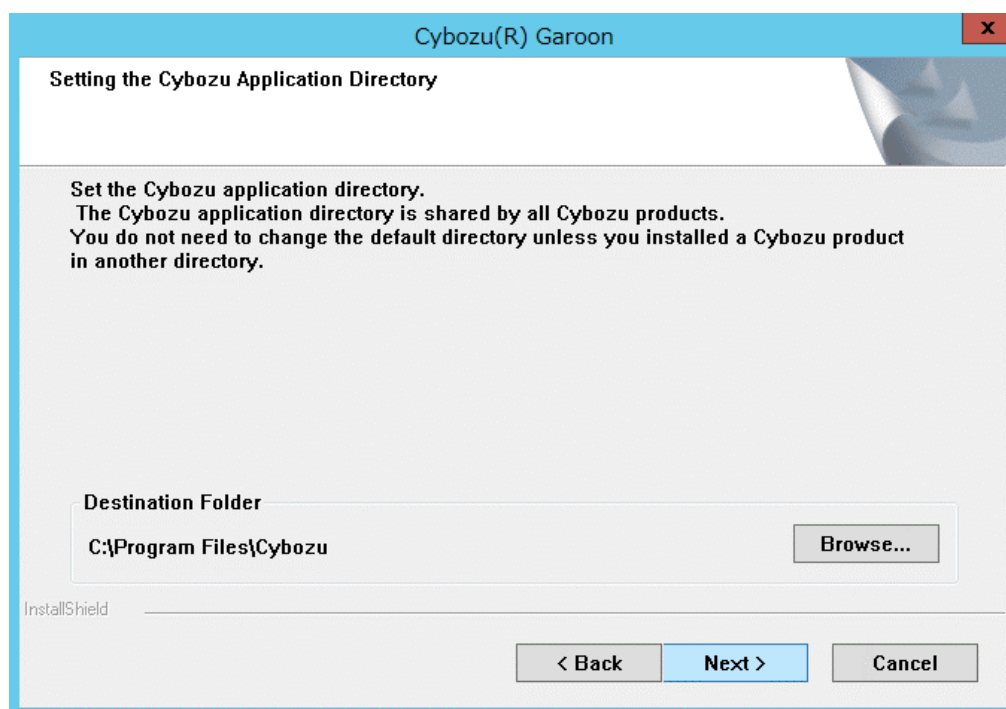 Cybozu(R) Garoon
x
Setting the Cybozu Application Directory
Set the Cybozu application directory.
The Cybozu application directory is shared by all Cybozu products.
You do not need to change the default directory unless you installed a Cybozu product
in another directory.
Destination Folder
C:\Program Files\Cybozu
Browse...
InstallShield
< Back
Next >
Cancel